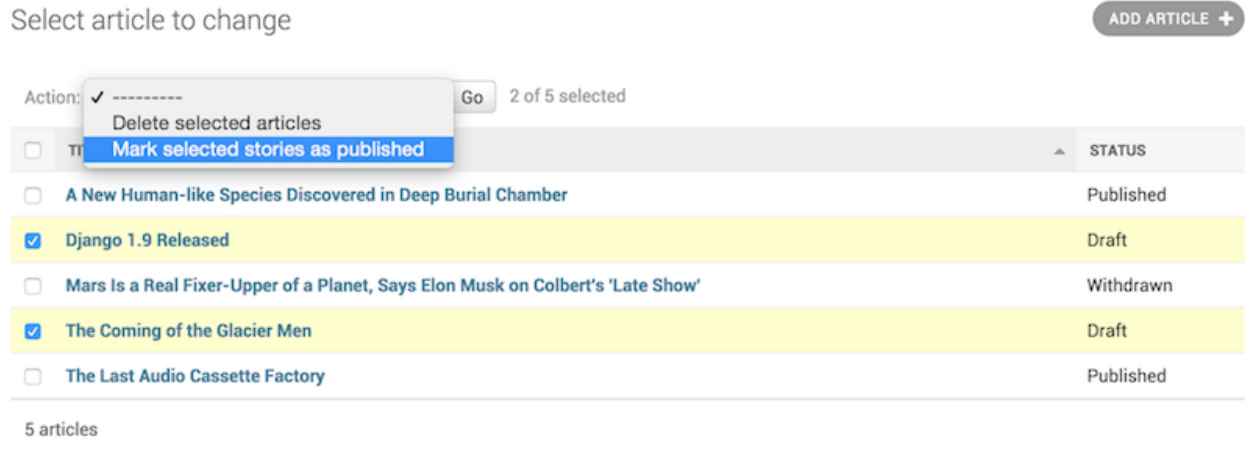 Select article to change
ADD ARTICLE +
Action: ✓ ---------
Go 2 of 5 selected
Delete selected articles
Mark selected stories as published
STATUS
A New Human-like Species Discovered in Deep Burial Chamber Published
Django 1.9 Released Draft
Mars Is a Real Fixer-Upper of a Planet, Says Elon Musk on Colbert's 'Late Show' Withdrawn
The Coming of the Glacier Men Draft
The Last Audio Cassette Factory Published
5 articles